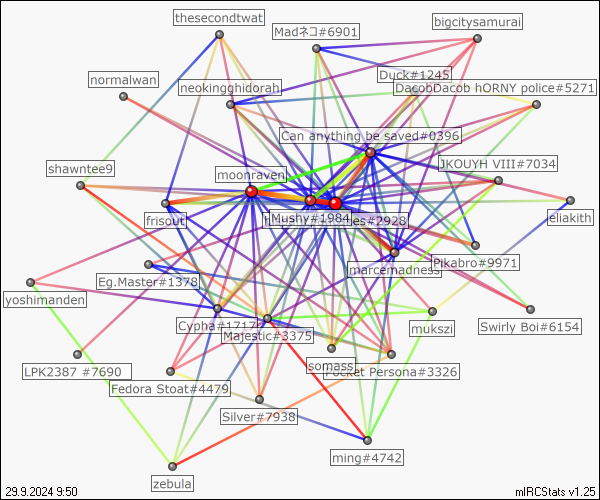 thesecondtwat
Madネコ#6901
bigcitysamurai
normalwan
neokingghidorah
Duck#1245
DacobDacob hORNY police#5271
Can anything be saved#0396
JKOUYH VIII#7034
shawntee9
moonraven
frisout
Mushy#1984
es#2928
eliakith
marcemadness
Pikabro#9971
Eg.Master#1378
yoshimanden
Cypha#1717
Majestic#3375
mukszi
Swirly Boi#6154
LPK2387 #7690
Fedora Stoat#4479
somass
Pocket Persona#3326
Silver#7938
ming#4742
zebula
29.9.2024 9:50
mIRCStats v1.25